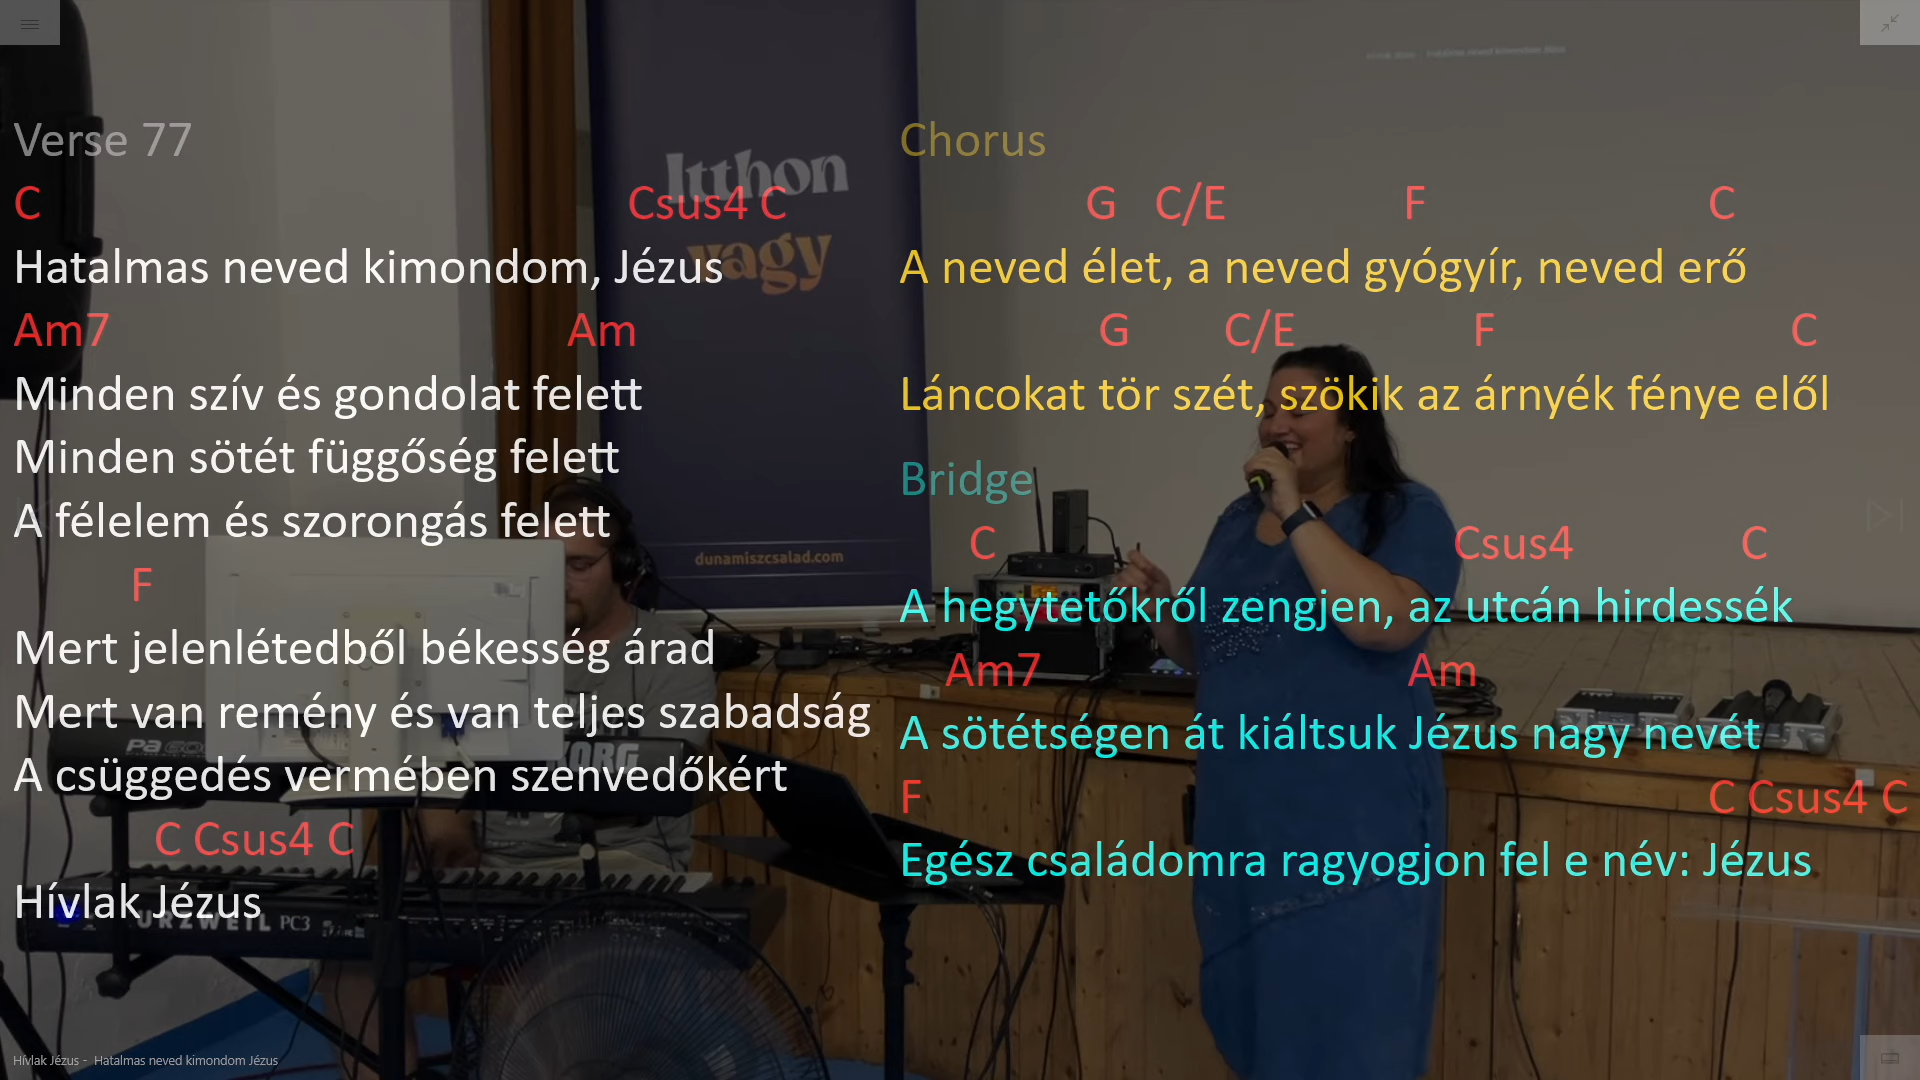 Verse 77
C Csus4 C
Hatalmas neved kimondom, Jézus
Am7 Am
Minden szív és gondolat felett
Minden sötét függőség felett
A félelem és szorongás felett
F
Mert jelenlétedből békesség árad
Mert van remény és van teljes szabadság
A csüggedés vermében szenvedőkért
C Csus4 C
Hívlak Jézus
Chorus
G C/E F C
A neved élet, a neved gyógyír, neved erő
G C/E F C
Láncokat tör szét, szökik az árnyék fénye elől
Bridge
C Csus4 C
A hegytetőkről zengjen, az utcán hirdessék
Am7 Am
A sötétségen át kiáltsuk Jézus nagy nevét
F C Csus4 C
Egész családomra ragyogjon fel e név: Jézus
Itthon
vagy
dunamiszcsalad.com
KORG
KURZWEIL PC3
Hívlak Jézus - Hatalmas neved kimondom Jézus